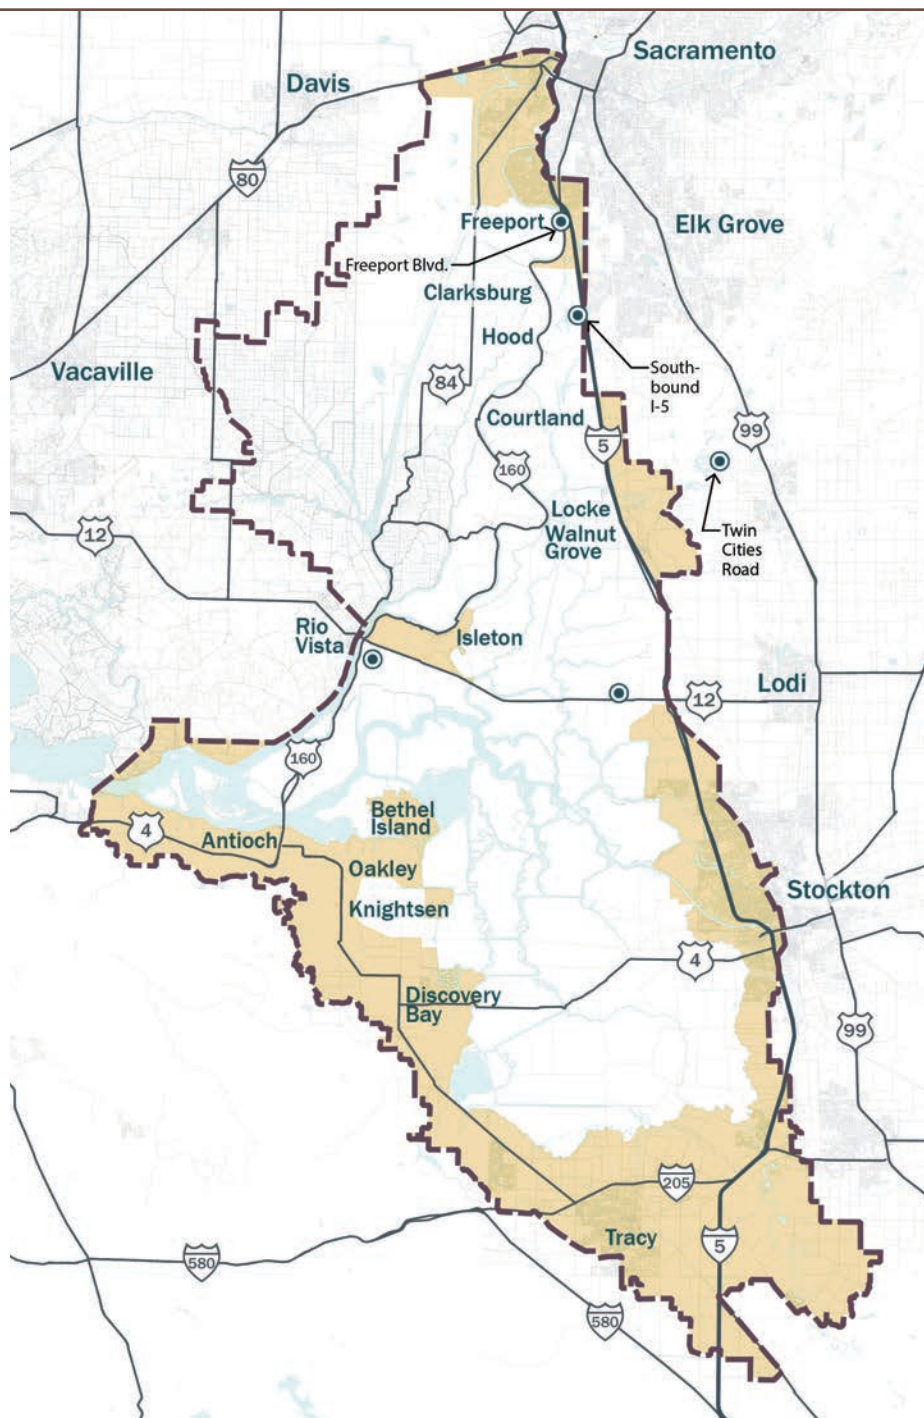 Sacramento
Davis
80
Elk Grove
Freeport
Freeport Blvd.
Clarksburg
Hood
South-
bound
I-5
Vacaville
84
Courtland
99
5
160
Locke
Walnut
Grove
Twin
Cities
Road
12
Rio
Vista
Isleton
Lodi
12
160
Bethel
Island
4
Antioch
Oakley
Knightsen
Stockton
4
Discovery
Bay
99
205
Tracy
5
580
580